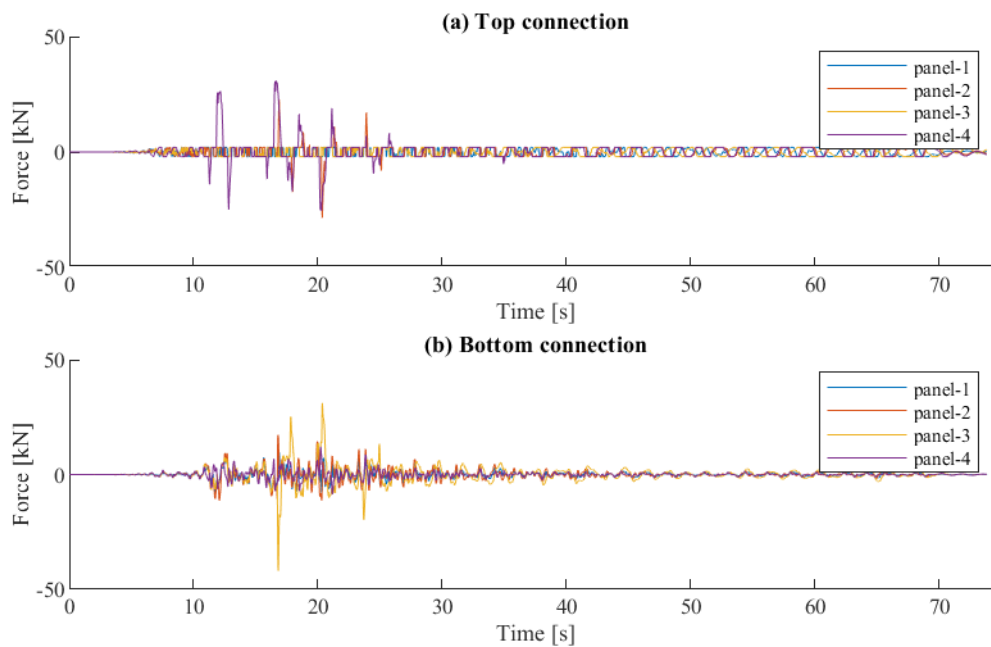 (a) Top connection
50
0
-50
Force [kN]
panel-1
panel-2
panel-3
panel-4
0 10 20 30 40 50 60 70
Time [s]
(b) Bottom connection
50
0
-50
Force [kN]
panel-1
panel-2
panel-3
panel-4
0 10 20 30 40 50 60 70
Time [s]